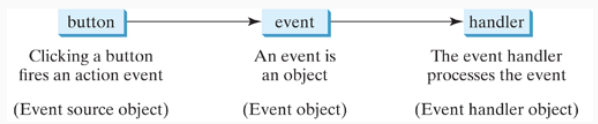 button event handler
Clicking a button An event is The event handler
fires an action event an object processes the event
(Event source object) (Event object) (Event handler object)